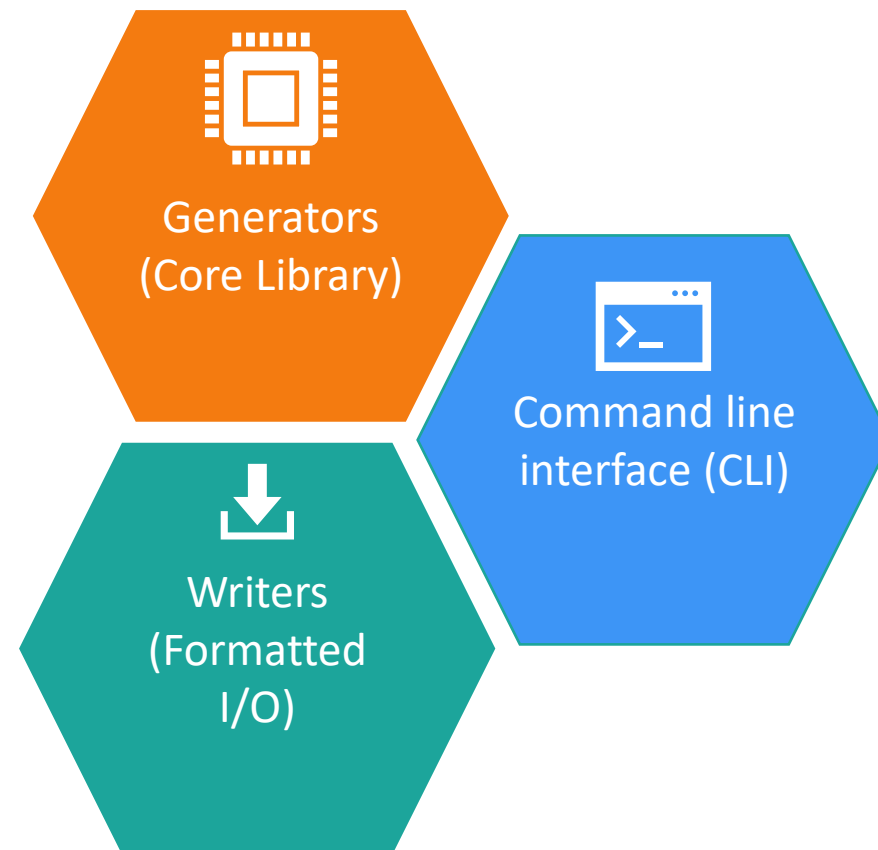 Generators
(Core Library)
Command line
interface (CLI)
Writers
(Formatted
I/O)